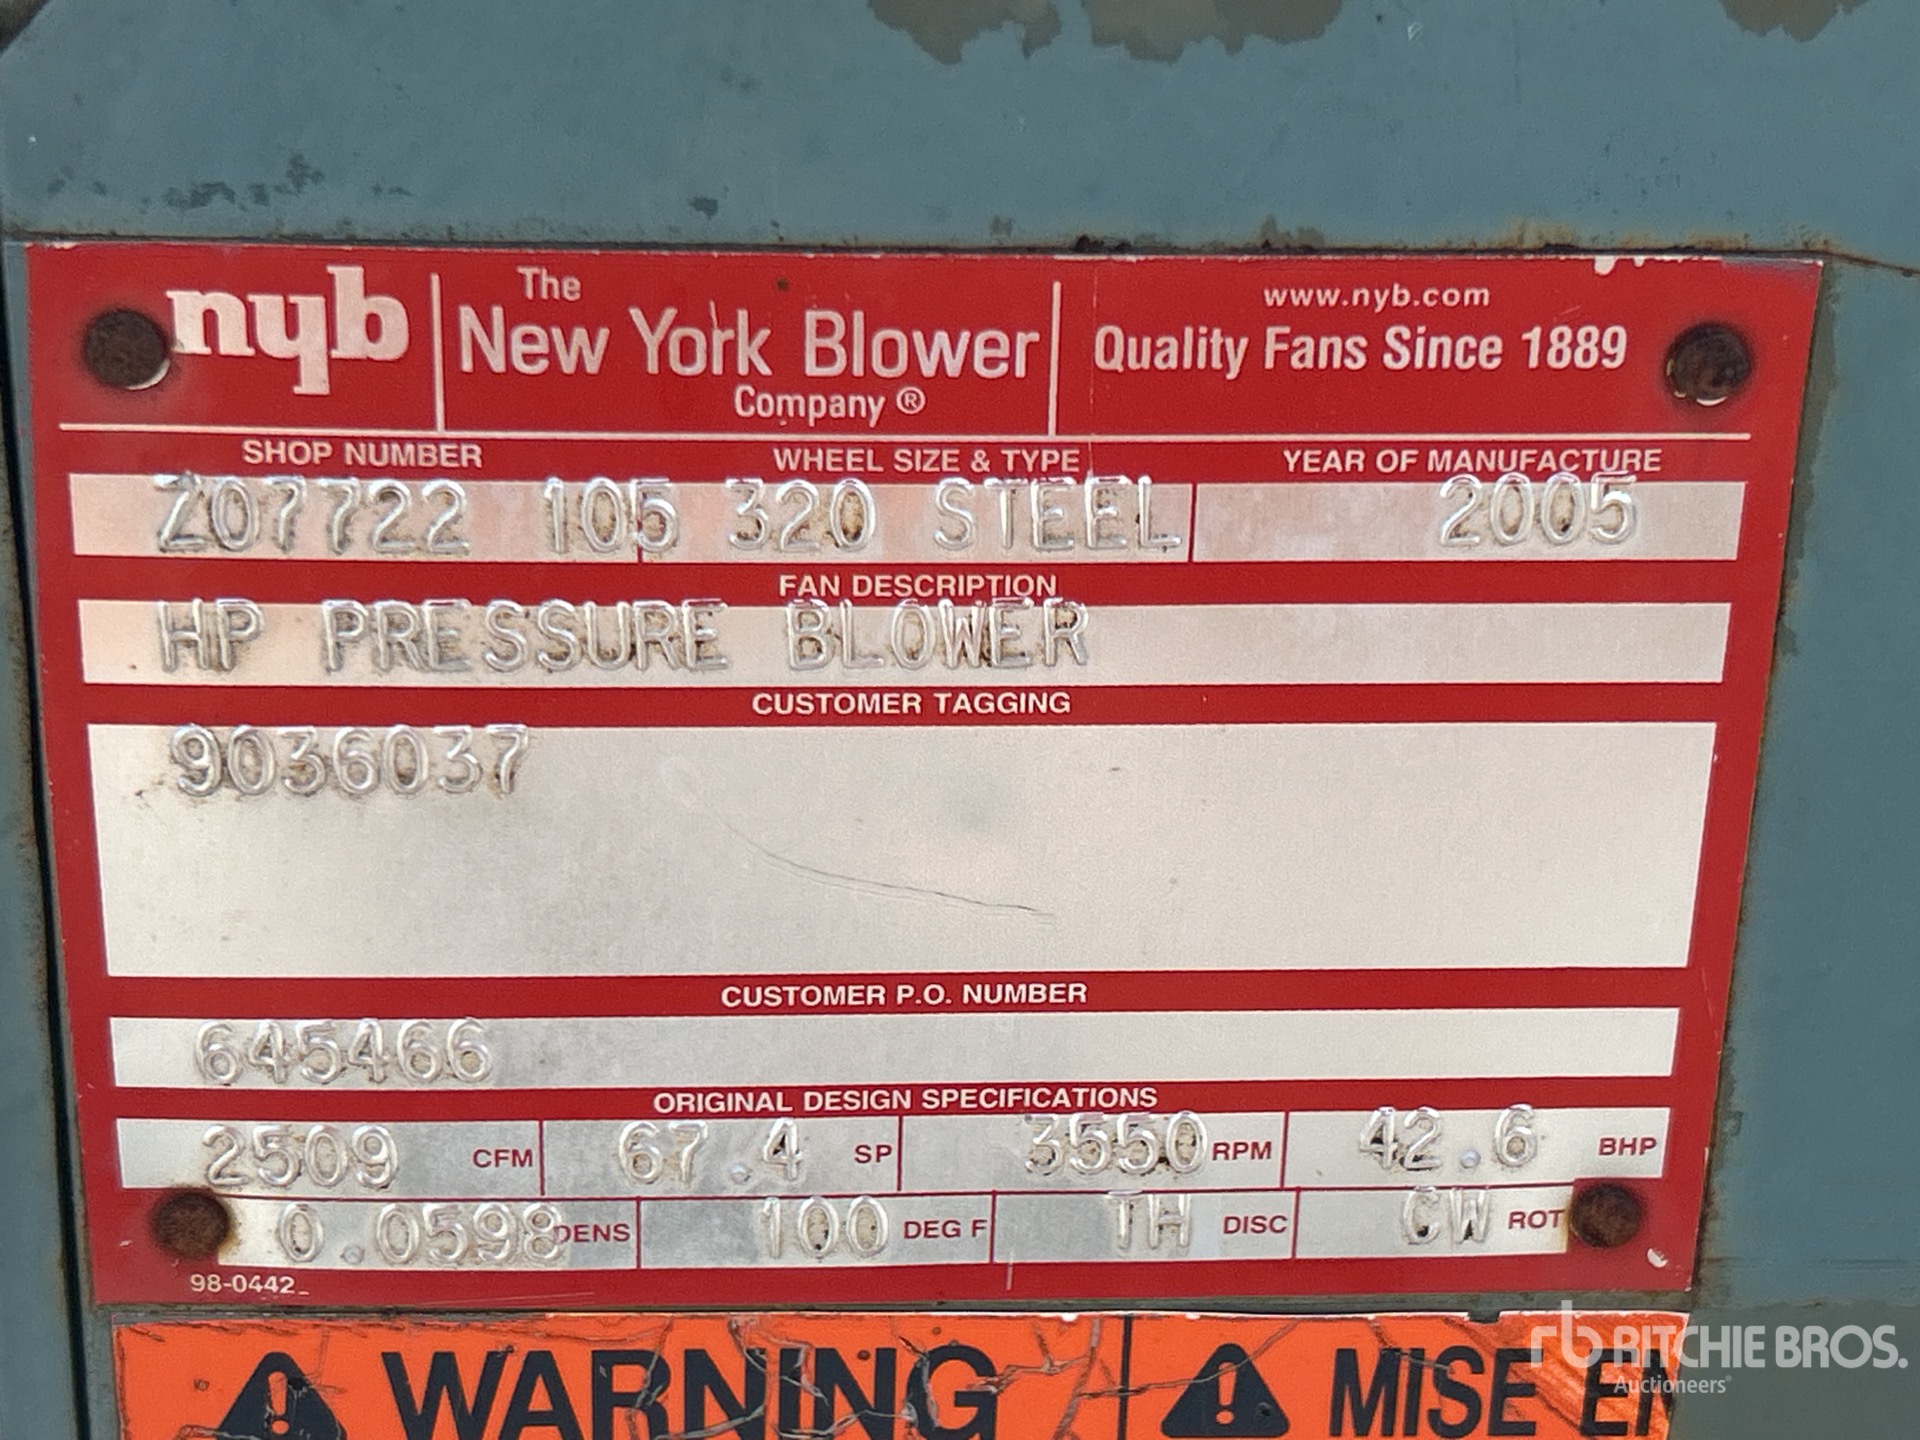 nyb
The
New York Blower
Company ®
www.nyb.com
Quality Fans Since 1889
SHOP NUMBER WHEEL SIZE & TYPE YEAR OF MANUFACTURE
Z07722 105 320 STEEL 2005
FAN DESCRIPTION
HP PRESSURE BLOWER
CUSTOMER TAGGING
9036037
CUSTOMER P.O. NUMBER
645466
ORIGINAL DESIGN SPECIFICATIONS
2509 CFM 67.4 SP 3550 RPM 42.6 BHP
0.0598 DENS 100 DEG F TH DISC CW ROT
98-0442
WARNING MISE EN
rb RITCHIE BROS.
Auctioneers